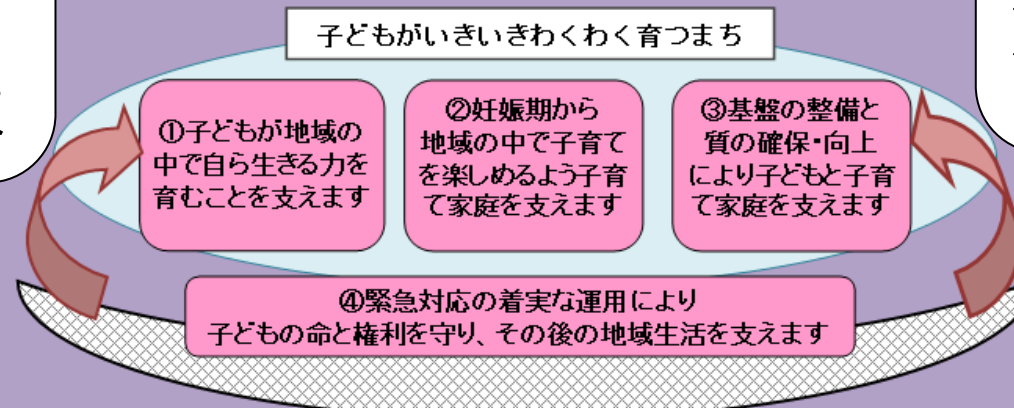 子どもがいきいきわくわく育つまち
①子どもが地域の
中で自ら生きる力を
育むことを支えます
②妊娠期から
地域の中で子育て
を楽しめるよう子育
て家庭を支えます
③基盤の整備と
質の確保・向上
により子どもと子育
て家庭を支えます
④緊急対応の着実な運用により
子どもの命と権利を守り、その後の地域生活を支えます